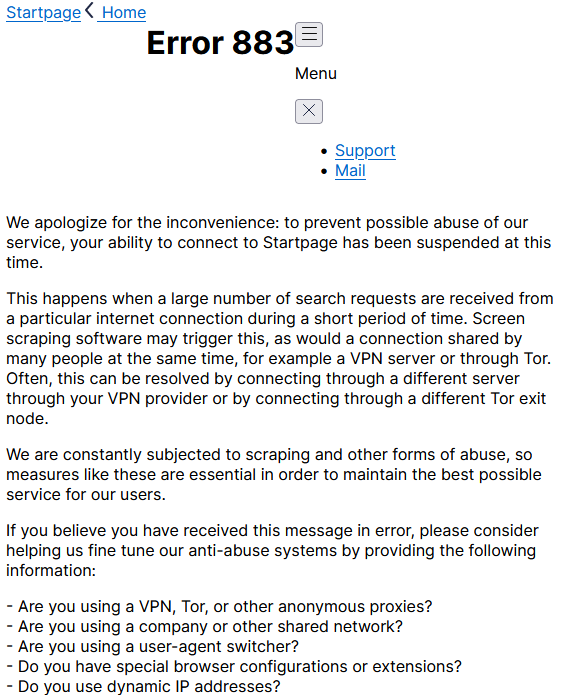 Startpage Home
Error 883
Menu
• Support
• Mail
We apologize for the inconvenience: to prevent possible abuse of our
service, your ability to connect to Startpage has been suspended at this
time.
This happens when a large number of search requests are received from
a particular internet connection during a short period of time. Screen
scraping software may trigger this, as would a connection shared by
many people at the same time, for example a VPN server or through Tor.
Often, this can be resolved by connecting through a different server
through your VPN provider or by connecting through a different Tor exit
node.
We are constantly subjected to scraping and other forms of abuse, so
measures like these are essential in order to maintain the best possible
service for our users.
If you believe you have received this message in error, please consider
helping us fine tune our anti-abuse systems by providing the following
information:
- Are you using a VPN, Tor, or other anonymous proxies?
- Are you using a company or other shared network?
- Are you using a user-agent switcher?
- Do you have special browser configurations or extensions?
- Do you use dynamic IP addresses?